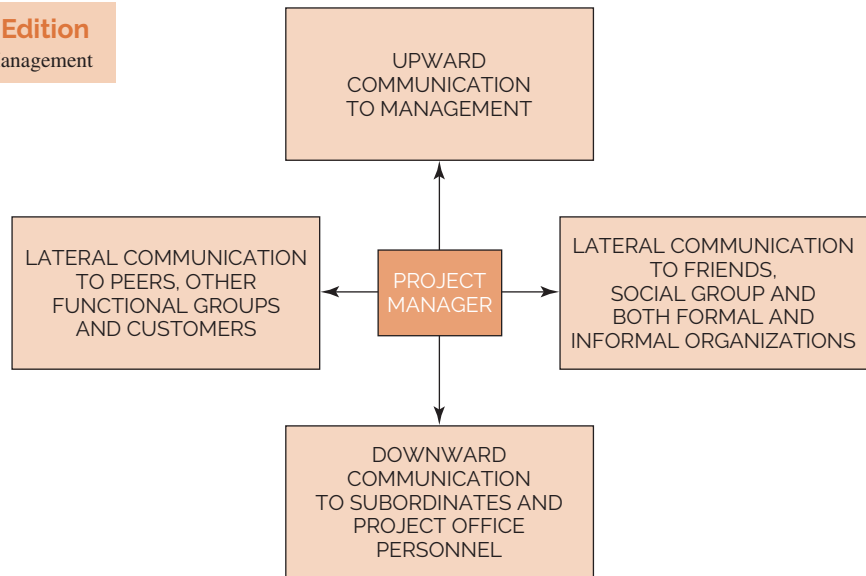 Edition
anagement
UPWARD
COMMUNICATION
TO MANAGEMENT
LATERAL COMMUNICATION
TO PEERS, OTHER
FUNCTIONAL GROUPS
AND CUSTOMERS
PROJECT
MANAGER
LATERAL COMMUNICATION
TO FRIENDS,
SOCIAL GROUP AND
BOTH FORMAL AND
INFORMAL ORGANIZATIONS
DOWNWARD
COMMUNICATION
TO SUBORDINATES AND
PROJECT OFFICE
PERSONNEL